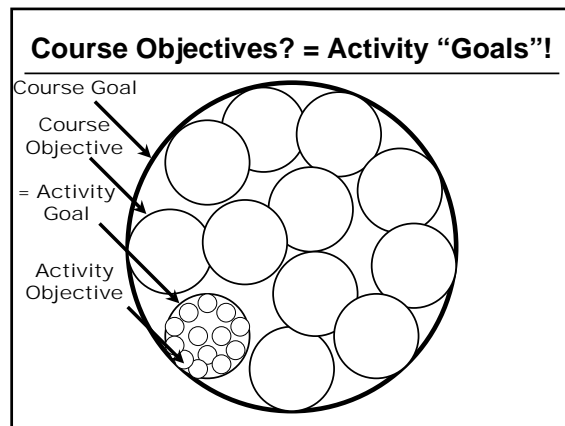 Course Objectives? = Activity “Goals”!
Course Goal
Course
Objective
= Activity
Goal
Activity
Objective